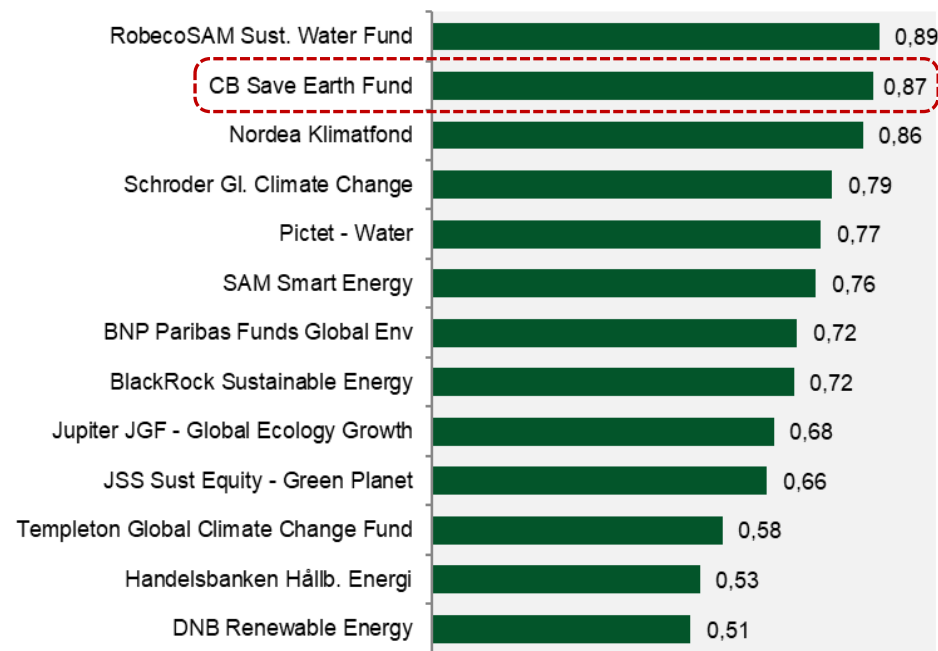 RobecoSAM Sust. Water Fund 0,89
CB Save Earth Fund 0,87
Nordea Klimatfond 0,86
Schroder Gl. Climate Change 0,79
Pictet - Water 0,77
SAM Smart Energy 0,76
BNP Paribas Funds Global Env 0,72
BlackRock Sustainable Energy 0,72
Jupiter JGF - Global Ecology Growth 0,68
JSS Sust Equity - Green Planet 0,66
Templeton Global Climate Change Fund 0,58
Handelsbanken Hållb. Energi 0,53
DNB Renewable Energy 0,51